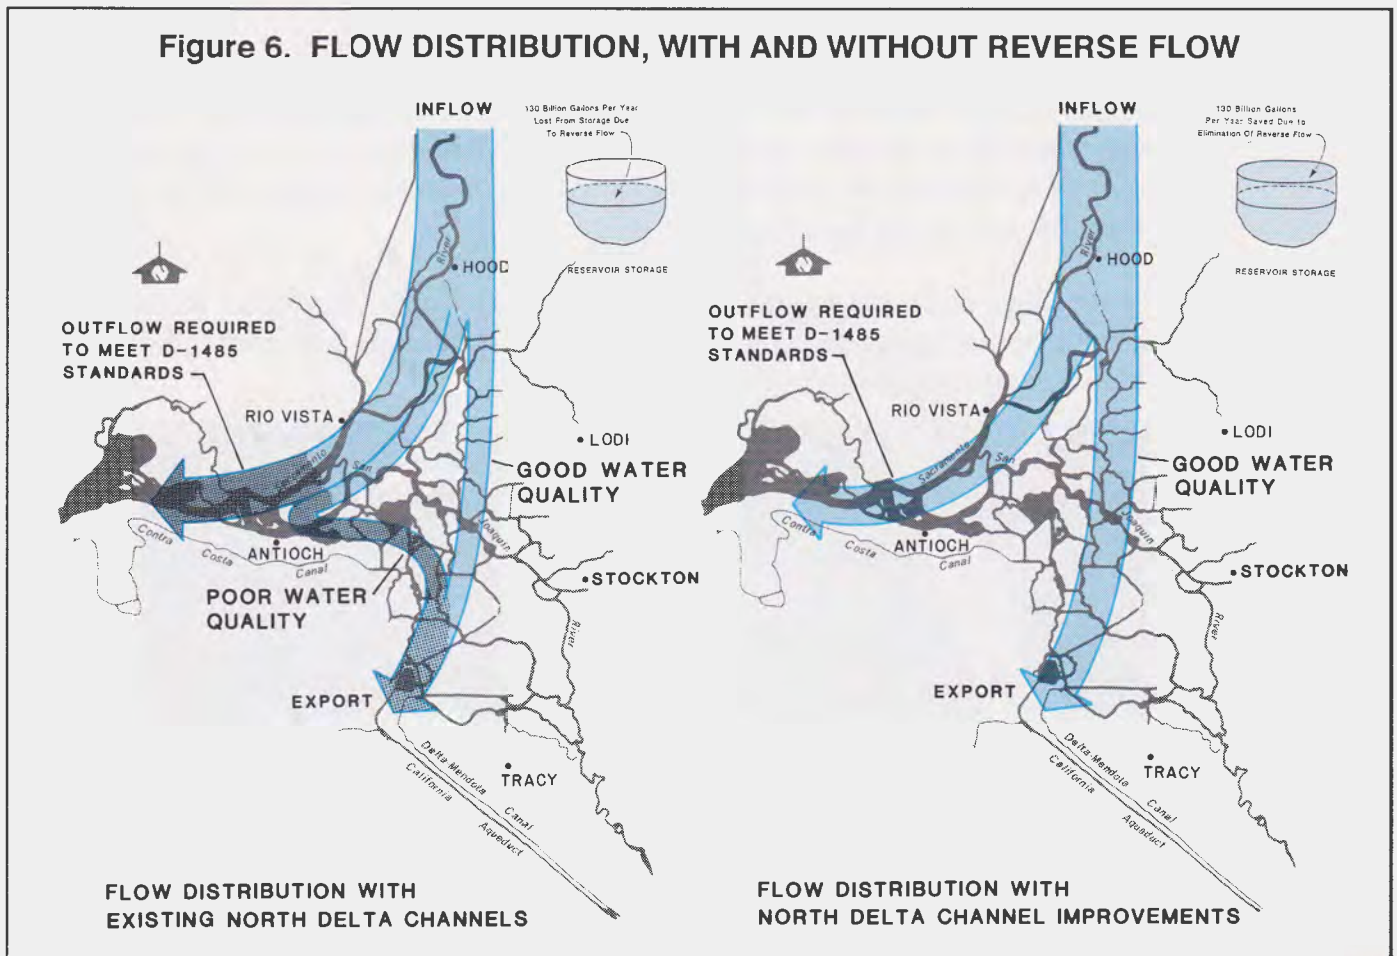 Figure 6. FLOW DISTRIBUTION, WITH AND WITHOUT REVERSE FLOW
INFLOW
130 Billion Gallons Per Year
Lost From Storage Due
To Reverse Flow
RESERVOIR STORAGE
River
HOOD
N
OUTFLOW REQUIRED
TO MEET D-1485
STANDARDS
RIO VISTA
LODI
Sacramento
San
GOOD WATER
QUALITY
Joaquin
Contra
Costa
Canal
ANTIOCH
STOCKTON
POOR WATER
QUALITY
River
EXPORT
TRACY
Delta-Mendota
Canal
California
Aqueduct
FLOW DISTRIBUTION WITH
EXISTING NORTH DELTA CHANNELS
INFLOW
130 Billion Gallons
Per Year Saved Due to
Elimination Of Reverse Flow
RESERVOIR STORAGE
River
HOOD
N
OUTFLOW REQUIRED
TO MEET D-1485
STANDARDS
RIO VISTA
LODI
Sacramento
San
GOOD WATER
QUALITY
Joaquin
Contra
Costa
Canal
ANTIOCH
STOCKTON
River
EXPORT
TRACY
Delta-Mendota
Canal
California
Aqueduct
FLOW DISTRIBUTION WITH
NORTH DELTA CHANNEL IMPROVEMENTS